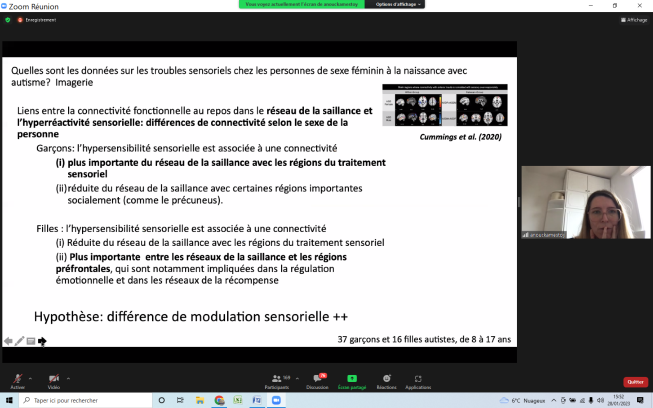 Zoom Réunion
Vous voyez actuellement l'écran de anouckamestoy
Options d'affichage
Enregistrement
Affichage
Quelles sont les données sur les troubles sensoriels chez les personnes de sexe féminin à la naissance avec
autisme? Imagerie
Liens entre la connectivité fonctionnelle au repos dans le réseau de la saillance et
l'hyperréactivité sensorielle: différences de connectivité selon le sexe de la
personne
Cummings et al. (2020)
Garçons: l'hypersensibilité sensorielle est associée à une connectivité
(i) plus importante du réseau de la saillance avec les régions du traitement
sensoriel
(ii)réduite du réseau de la saillance avec certaines régions importantes
socialement (comme le précuneus).
Filles : l'hypersensibilité sensorielle est associée à une connectivité
(i) Réduite du réseau de la saillance avec les régions du traitement sensoriel
(ii) Plus importante entre les réseaux de la saillance et les régions
préfrontales, qui sont notamment impliquées dans la régulation
émotionnelle et dans les réseaux de la récompense
Hypothèse: différence de modulation sensorielle ++
37 garçons et 16 filles autistes, de 8 à 17 ans
anouckamestoy
Activer
Vidéo
Participants
Discussion
Écran partagé
Réactions
Applications
Quitter
Taper ici pour rechercher
6°C Nuageux
15:52
28/01/2023